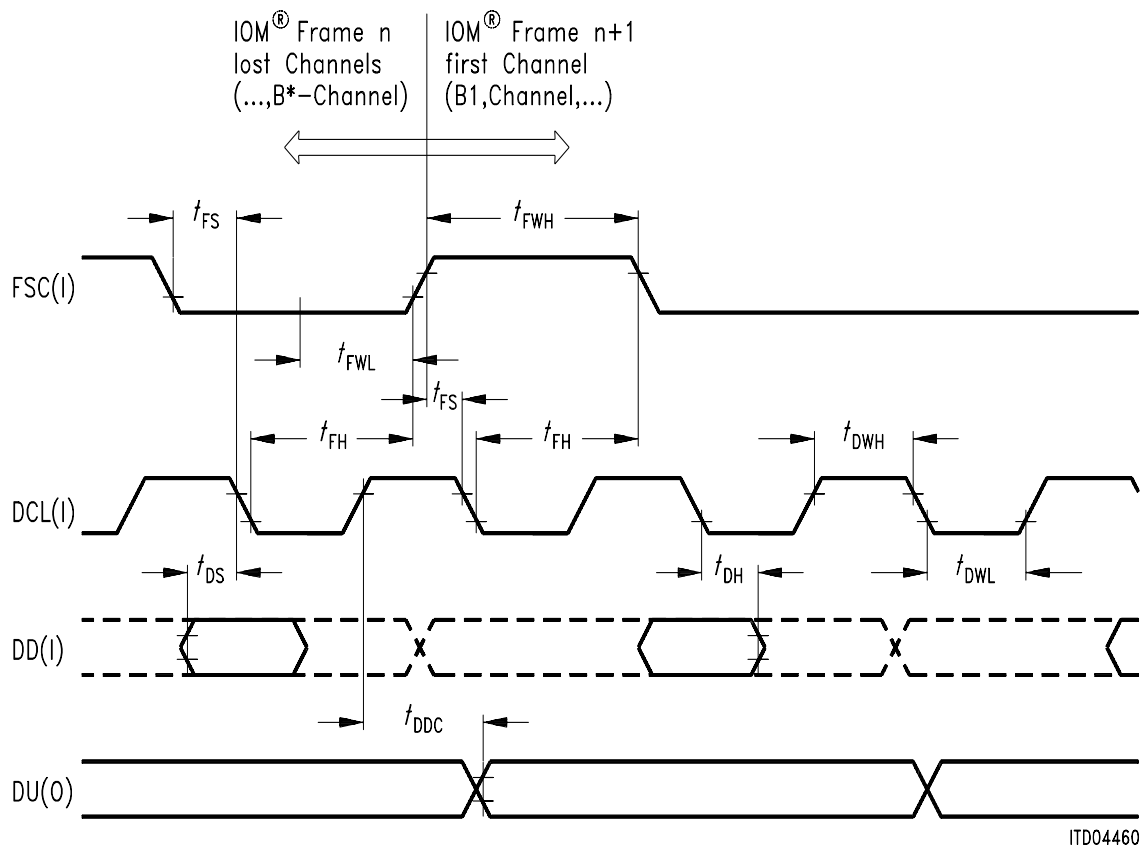 IOM® Frame n
lost Channels
(...,B*-Channel)
IOM® Frame n+1
first Channel
(B1,Channel,...)
tFS
tFWH
FSC(I)
tFWL
tFS
tFH
tFH
tDWH
DCL(I)
tDS
tDH
tDWL
DD(I)
tDDC
DU(O)
ITD04460